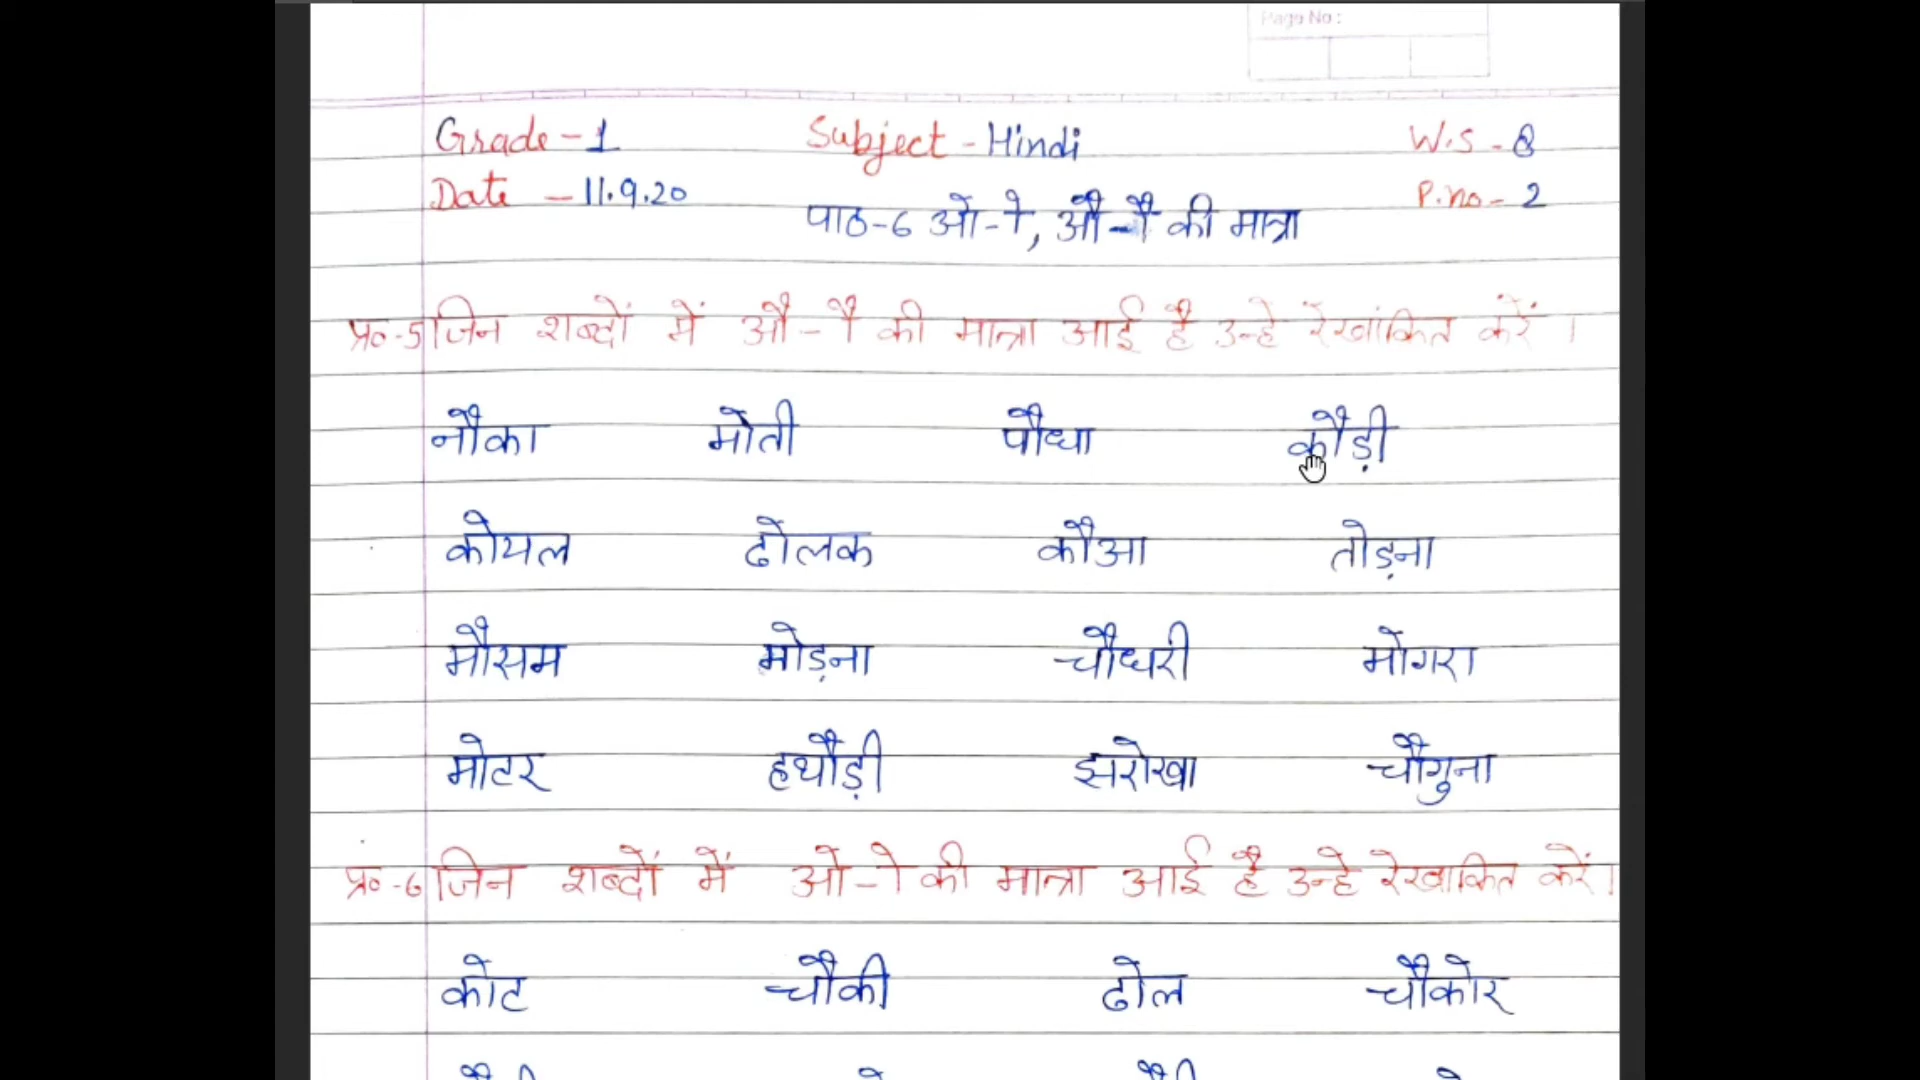 Page No :
Grade-1 Subject-Hindi W.S-8
Date -11.9.20 P.no-2
पाठ-6 ओ-ो, औ-ौ की मात्रा
प्र०-5 जिन शब्दों में औ-ौ की मात्रा आई है उन्हे रेखांकित करें।
नौका मोती पौधा कौड़ी
कोयल ढोलक कौआ तोड़ना
मौसम मोड़ना चौधरी मोगरा
मोटर हथौड़ी झरोखा चौगुना
प्र०-6 जिन शब्दों में ओ-ो की मात्रा आई है उन्हे रेखांकित करें।
कोट चौकी ढोल चौकोर